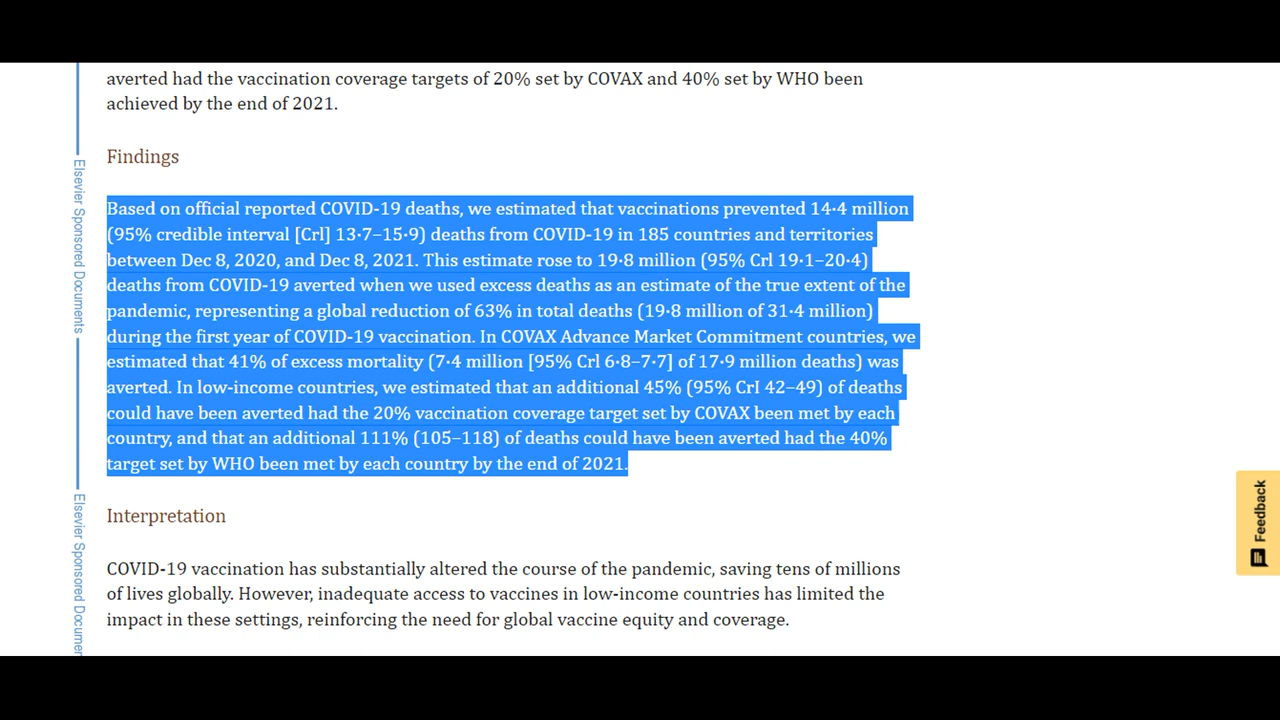 averted had the vaccination coverage targets of 20% set by COVAX and 40% set by WHO been
achieved by the end of 2021.
Findings
Based on official reported COVID-19 deaths, we estimated that vaccinations prevented 14·4 million
(95% credible interval [Crl] 13·7–15·9) deaths from COVID-19 in 185 countries and territories
between Dec 8, 2020, and Dec 8, 2021. This estimate rose to 19·8 million (95% Crl 19·1–20·4)
deaths from COVID-19 averted when we used excess deaths as an estimate of the true extent of the
pandemic, representing a global reduction of 63% in total deaths (19·8 million of 31·4 million)
during the first year of COVID-19 vaccination. In COVAX Advance Market Commitment countries, we
estimated that 41% of excess mortality (7·4 million [95% Crl 6·8–7·7] of 17·9 million deaths) was
averted. In low-income countries, we estimated that an additional 45% (95% CrI 42–49) of deaths
could have been averted had the 20% vaccination coverage target set by COVAX been met by each
country, and that an additional 111% (105–118) of deaths could have been averted had the 40%
target set by WHO been met by each country by the end of 2021.
Interpretation
COVID-19 vaccination has substantially altered the course of the pandemic, saving tens of millions
of lives globally. However, inadequate access to vaccines in low-income countries has limited the
impact in these settings, reinforcing the need for global vaccine equity and coverage.
Elsevier Sponsored Documents
Elsevier Sponsored Documen
Feedback